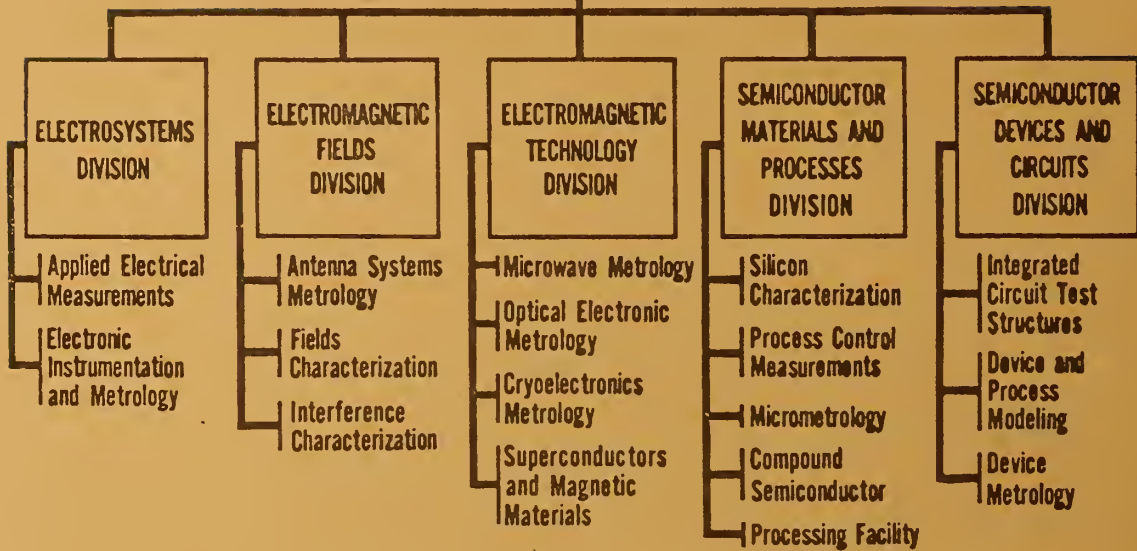 ELECTROSYSTEMS
DIVISION
Applied Electrical
Measurements
Electronic
Instrumentation
and Metrology
ELECTROMAGNETIC
FIELDS
DIVISION
Antenna Systems
Metrology
Fields
Characterization
Interference
Characterization
ELECTROMAGNETIC
TECHNOLOGY
DIVISION
Microwave Metrology
Optical Electronic
Metrology
Cryoelectronics
Metrology
Superconductors
and Magnetic
Materials
SEMICONDUCTOR
MATERIALS AND
PROCESSES
DIVISION
Silicon
Characterization
Process Control
Measurements
Micrometrology
Compound
Semiconductor
Processing Facility
SEMICONDUCTOR
DEVICES AND
CIRCUITS
DIVISION
Integrated
Circuit Test
Structures
Device and
Process
Modeling
Device
Metrology